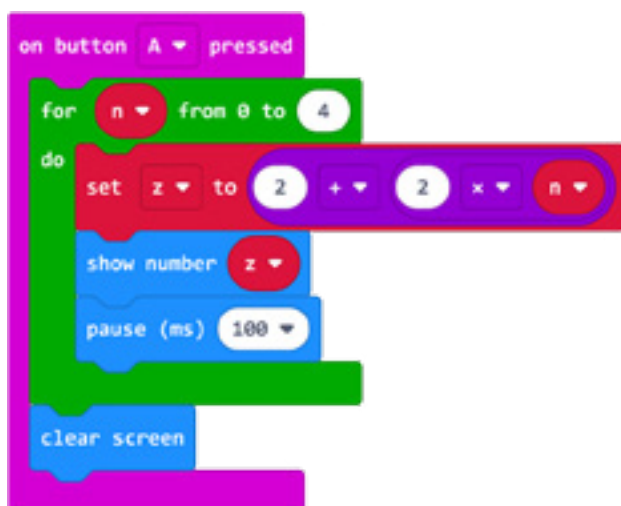 on button A pressed
for n from 0 to 4
do
set z to 2 + 2 × n
show number z
pause (ms) 100
clear screen